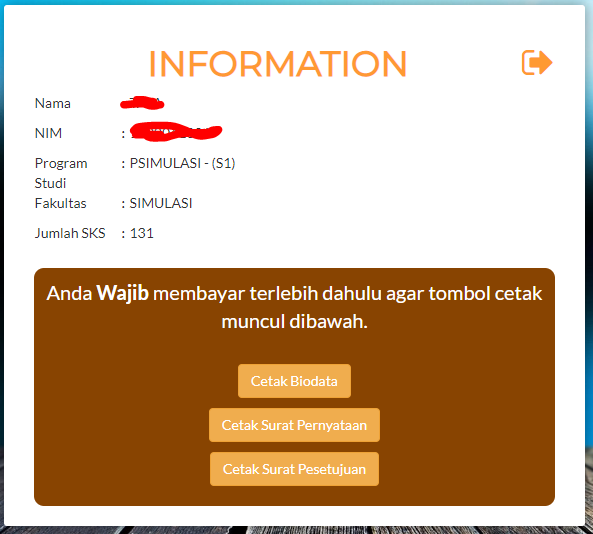 INFORMATION
Nama
NIM :
Program Studi : PSIMULASI - (S1)
Fakultas : SIMULASI
Jumlah SKS : 131
Anda Wajib membayar terlebih dahulu agar tombol cetak
muncul dibawah.
Cetak Biodata
Cetak Surat Pernyataan
Cetak Surat Pesetujuan